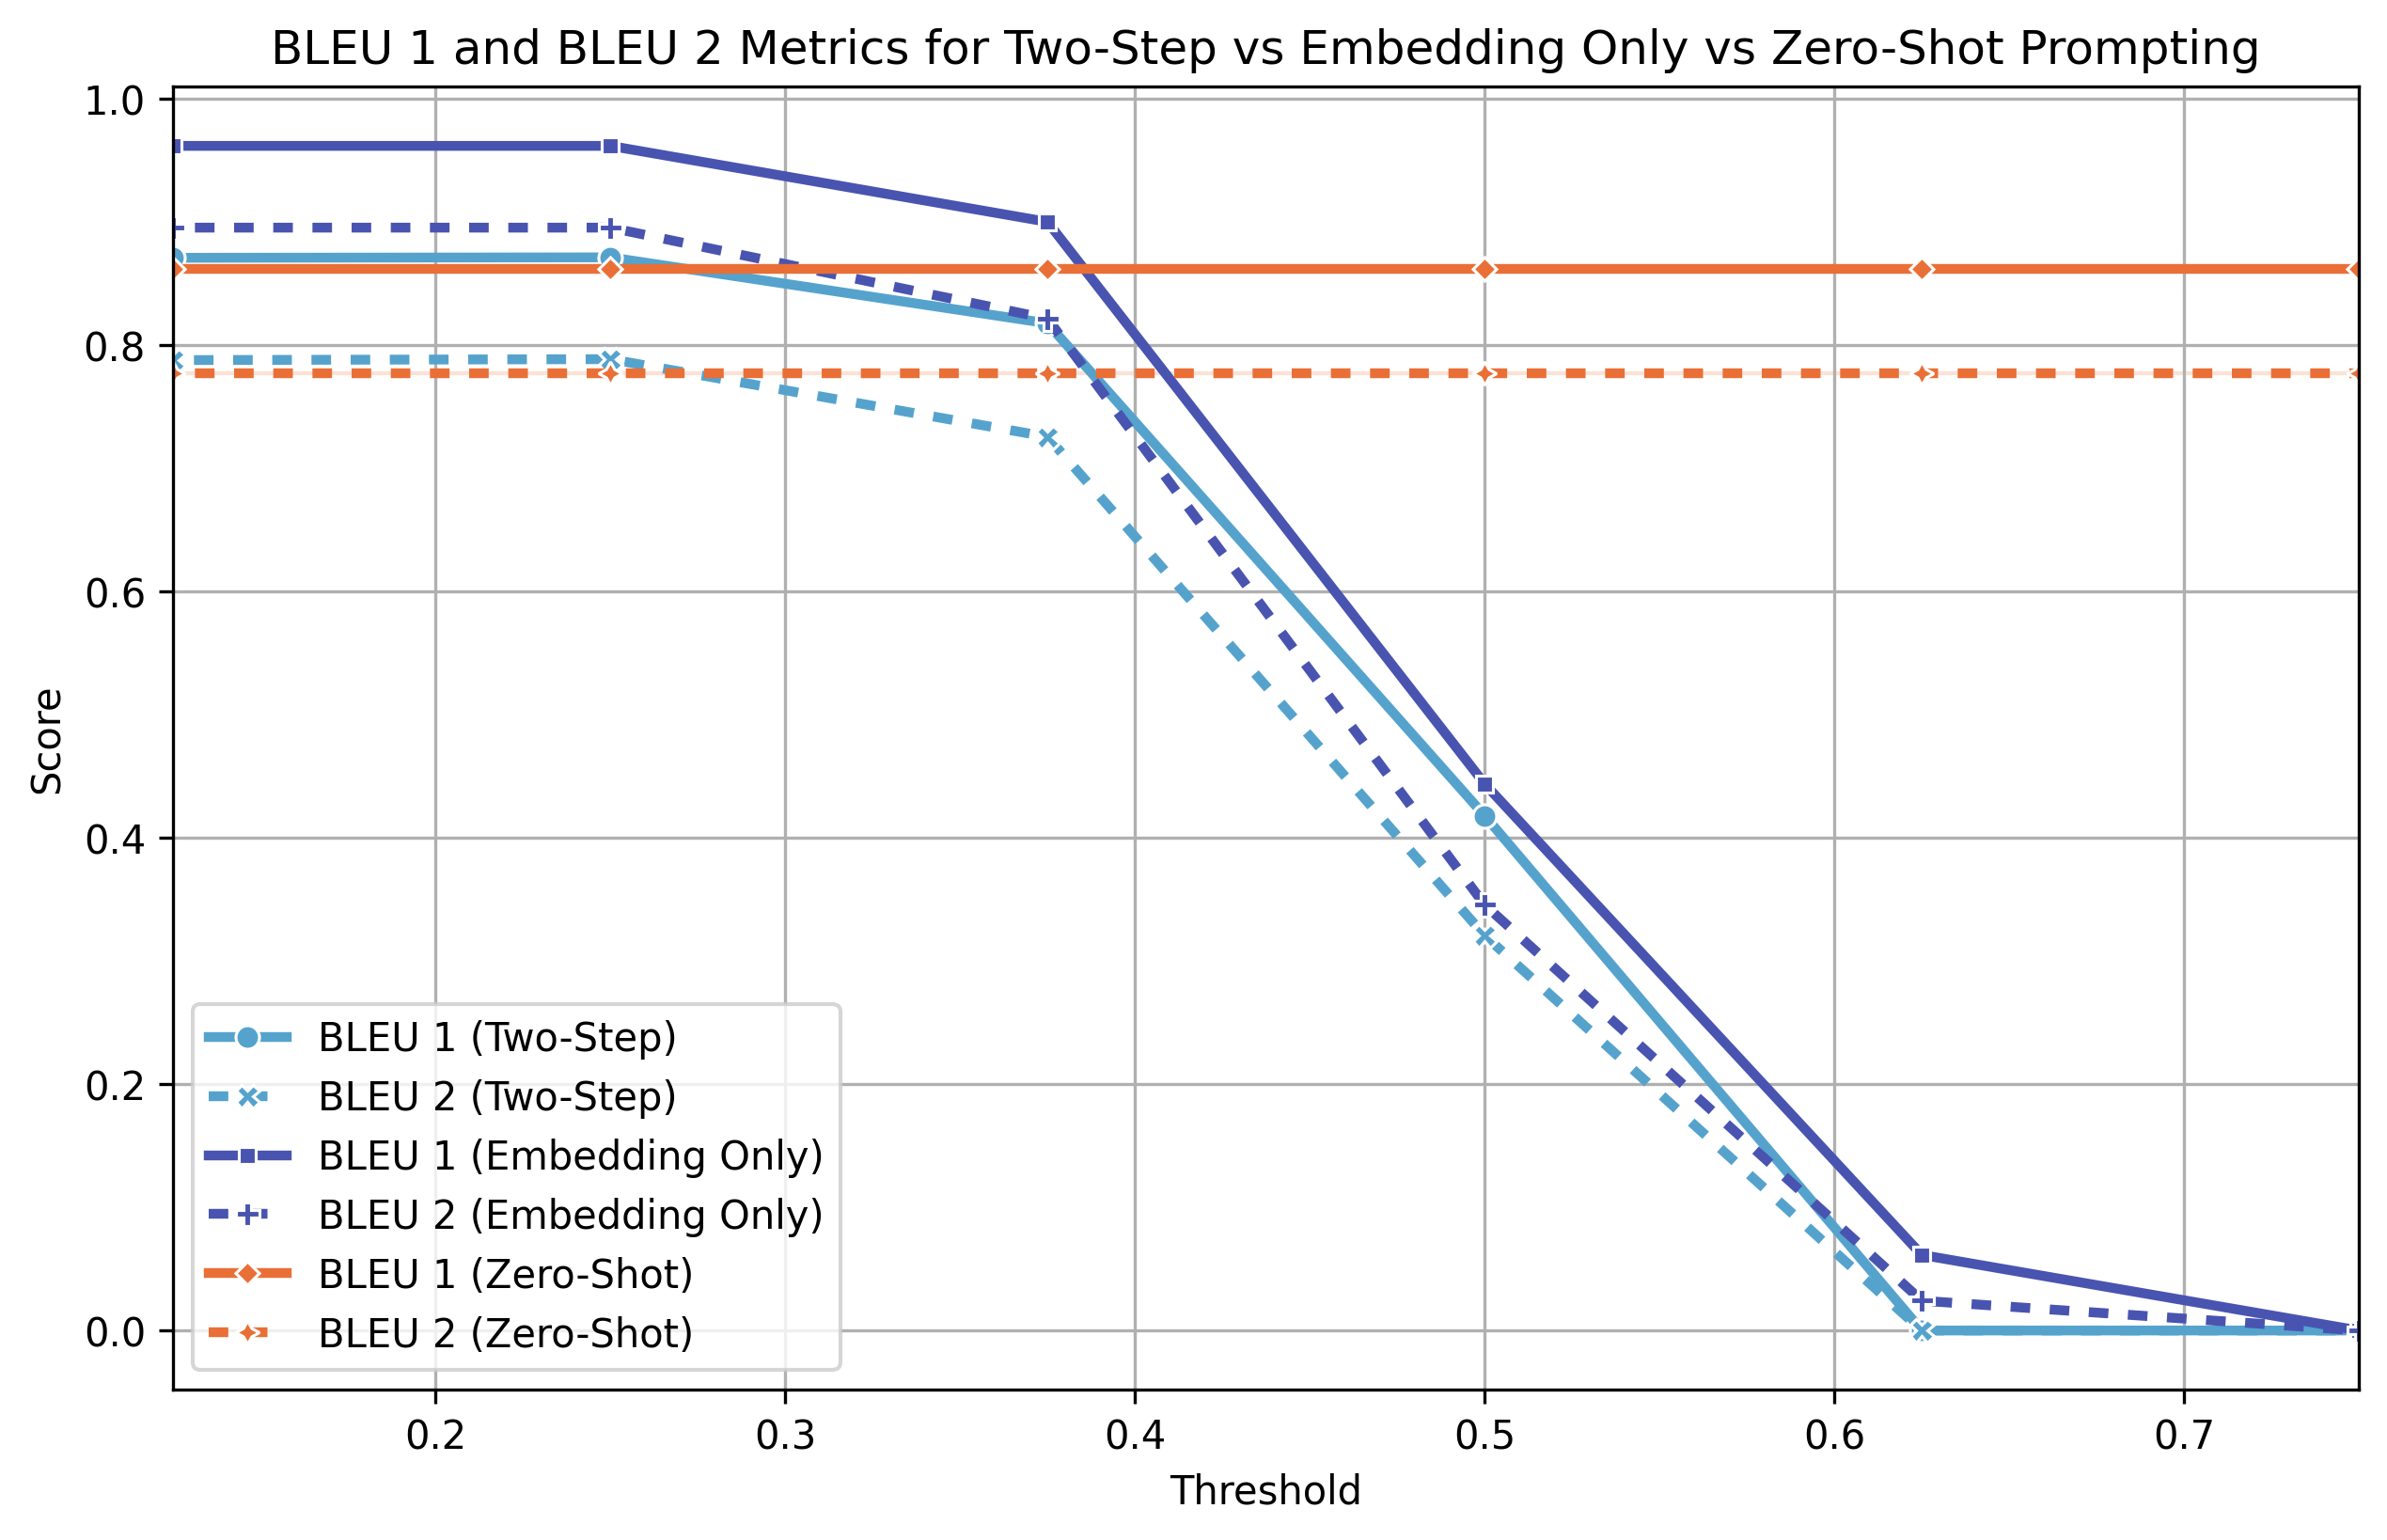 BLEU 1 and BLEU 2 Metrics for Two-Step vs Embedding Only vs Zero-Shot Prompting
1.0
0.8
0.6
0.4
0.2
0.0
Score
BLEU 1 (Two-Step)
BLEU 2 (Two-Step)
BLEU 1 (Embedding Only)
BLEU 2 (Embedding Only)
BLEU 1 (Zero-Shot)
BLEU 2 (Zero-Shot)
0.2 0.3 0.4 0.5 0.6 0.7
Threshold